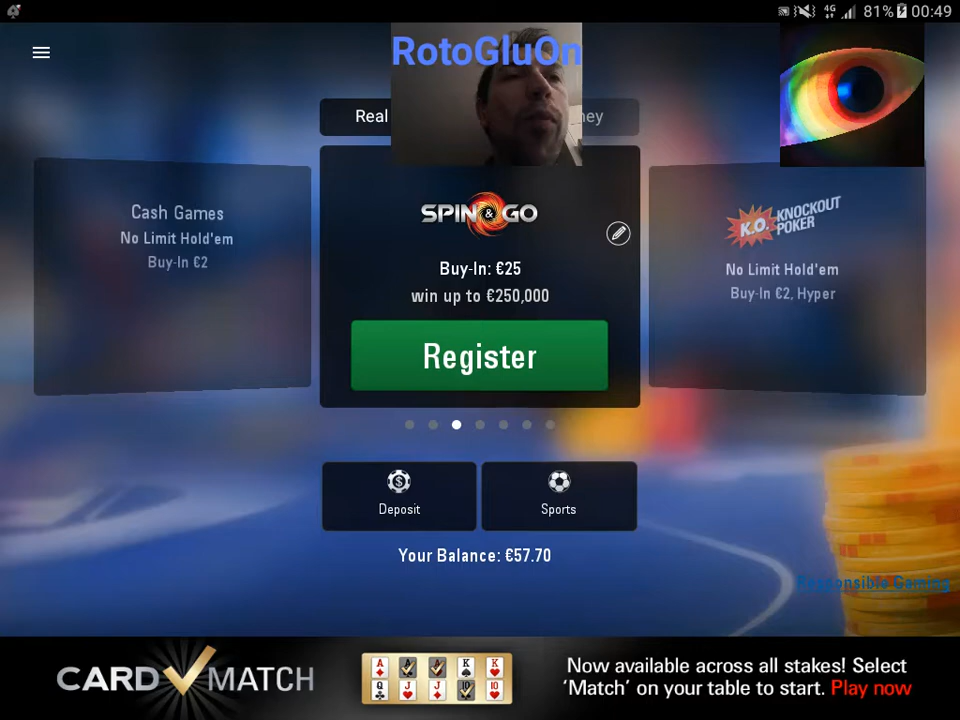 4G 81% 00:49
RotoGluOn
Real
ney
Cash Games
No Limit Hold'em
Buy-In €2
SPIN & GO
Buy-In: €25
win up to €250,000
Register
K.O. KNOCKOUT
POKER
No Limit Hold'em
Buy-In €2, Hyper
$
Deposit
Sports
Your Balance: €57.70
Responsible Gaming
CARD MATCH
A A A K K
Q J J 10 10
Now available across all stakes! Select
‘Match’ on your table to start. Play now